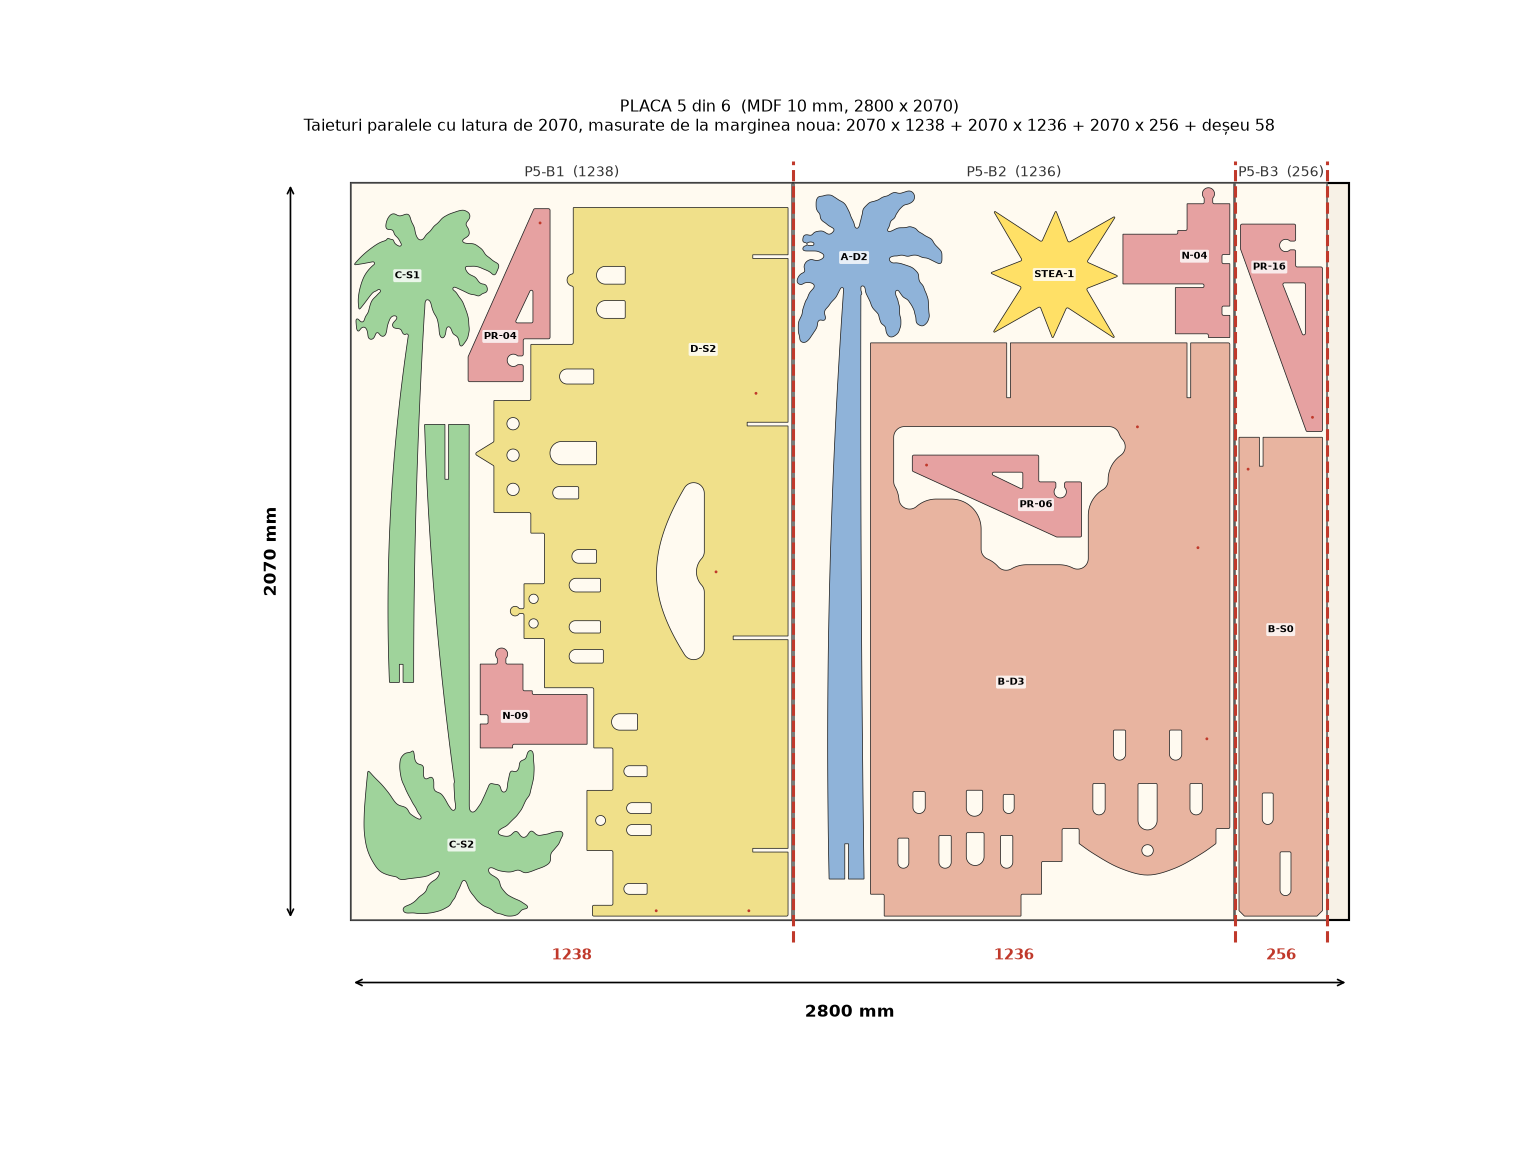 PLACA 5 din 6  (MDF 10 mm, 2800 x 2070)
Taieturi paralele cu latura de 2070, masurate de la marginea noua: 2070 x 1238 + 2070 x 1236 + 2070 x 256 + deșeu 58
P5-B1  (1238)
P5-B2  (1236)
P5-B3  (256)
C-S1
A-D2
STEA-1
N-04
PR-16
PR-04
D-S2
PR-06
2070 mm
B-S0
B-D3
N-09
C-S2
1238
1236
256
2800 mm